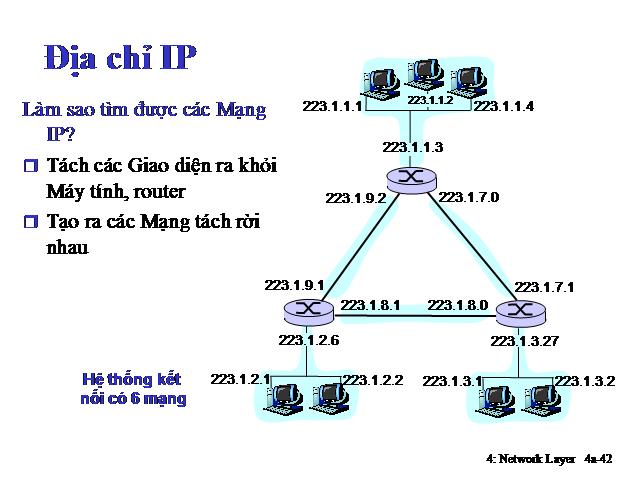 Địa chỉ IP
Làm sao tìm được các Mạng
IP?
Tách các Giao diện ra khỏi
Máy tính, router
Tạo ra các Mạng tách rời
nhau
223.1.1.1
223.1.1.2
223.1.1.4
223.1.1.3
223.1.9.2
223.1.7.0
223.1.9.1
223.1.7.1
223.1.8.1
223.1.8.0
223.1.2.6
223.1.3.27
Hệ thống kết
nối có 6 mạng
223.1.2.1
223.1.2.2
223.1.3.1
223.1.3.2
4: Network Layer 4a-42